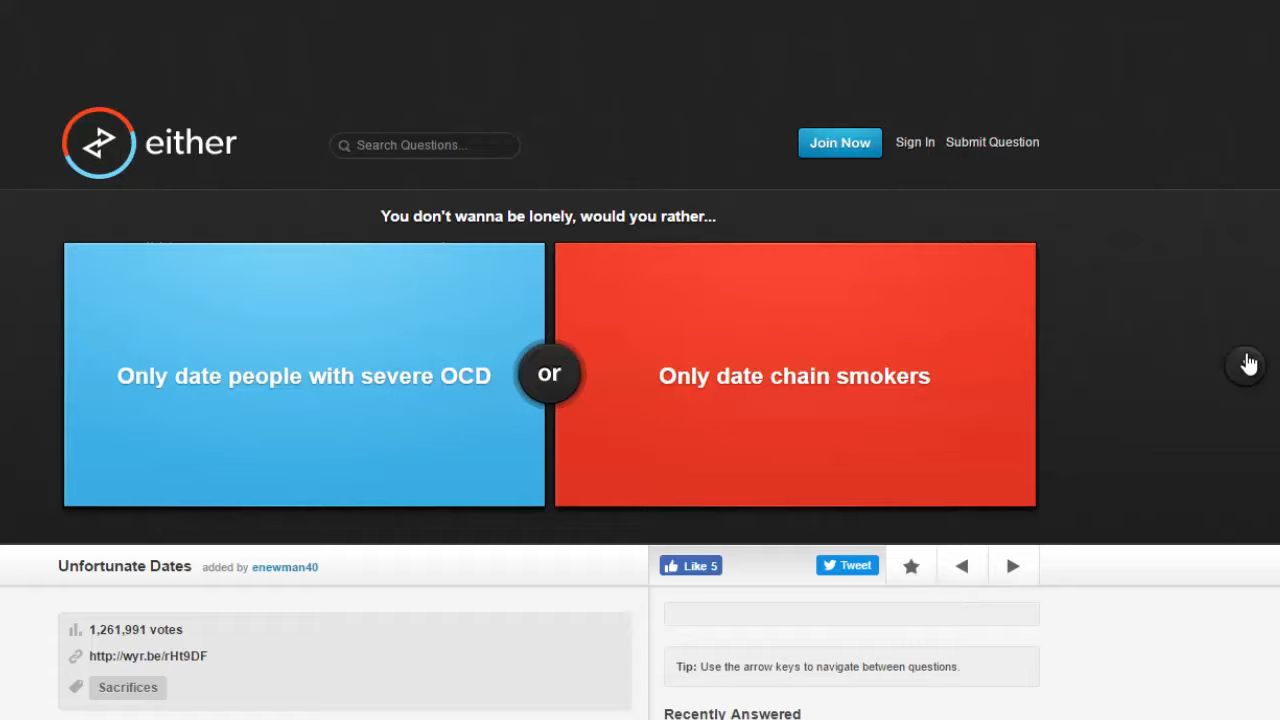 either
Search Questions...
Join Now
Sign In
Submit Question
You don't wanna be lonely, would you rather...
Only date people with severe OCD
or
Only date chain smokers
Unfortunate Dates
added by enewman40
Like 5
Tweet
1,261,991 votes
http://wyr.be/rHt9DF
Sacrifices
Tip: Use the arrow keys to navigate between questions.
Recently Answered